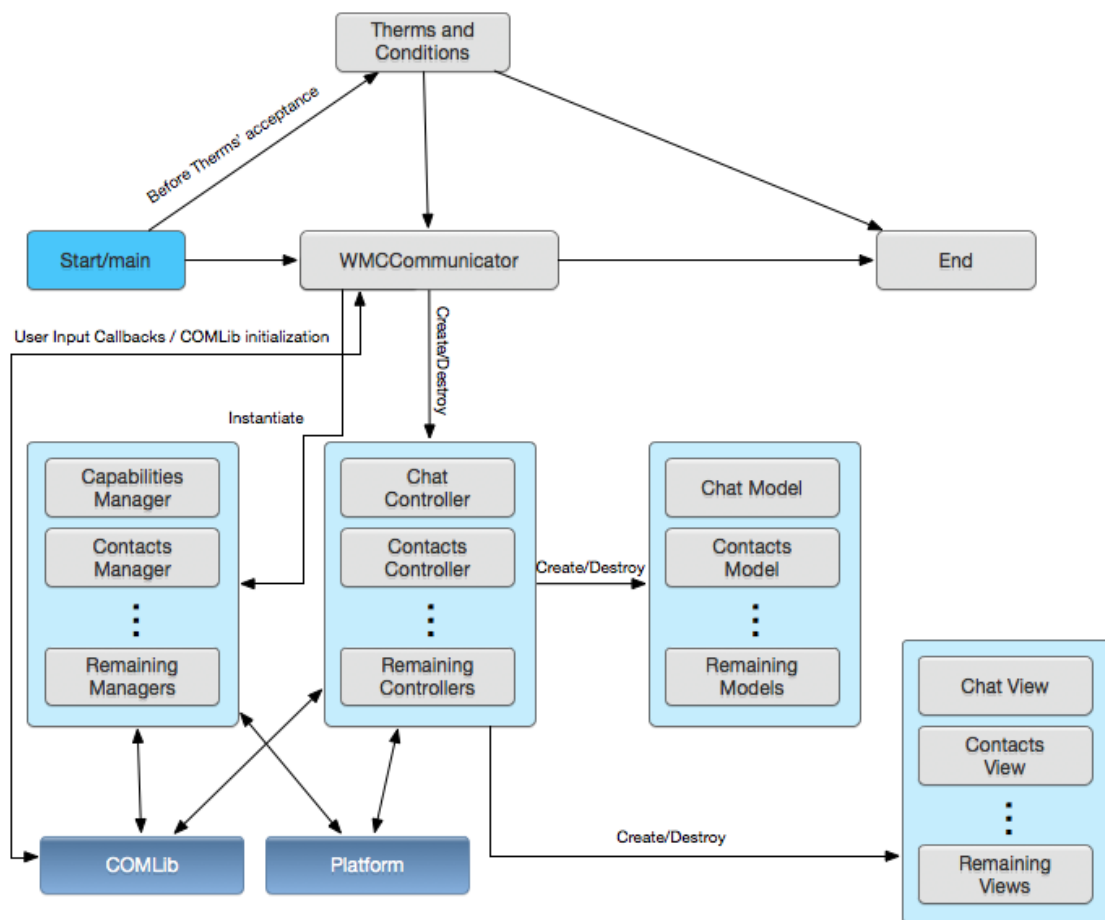 Therms and
Conditions
Before Therms' acceptance
Start/main
WMCCommunicator
End
User Input Callbacks / COMLib initialization
Create/Destroy
Instantiate
Capabilities
Manager
Contacts
Manager
Remaining
Managers
Chat
Controller
Contacts
Controller
Remaining
Controllers
Create/Destroy
Chat Model
Contacts
Model
Remaining
Models
Chat View
Contacts
View
Remaining
Views
Create/Destroy
COMLib
Platform